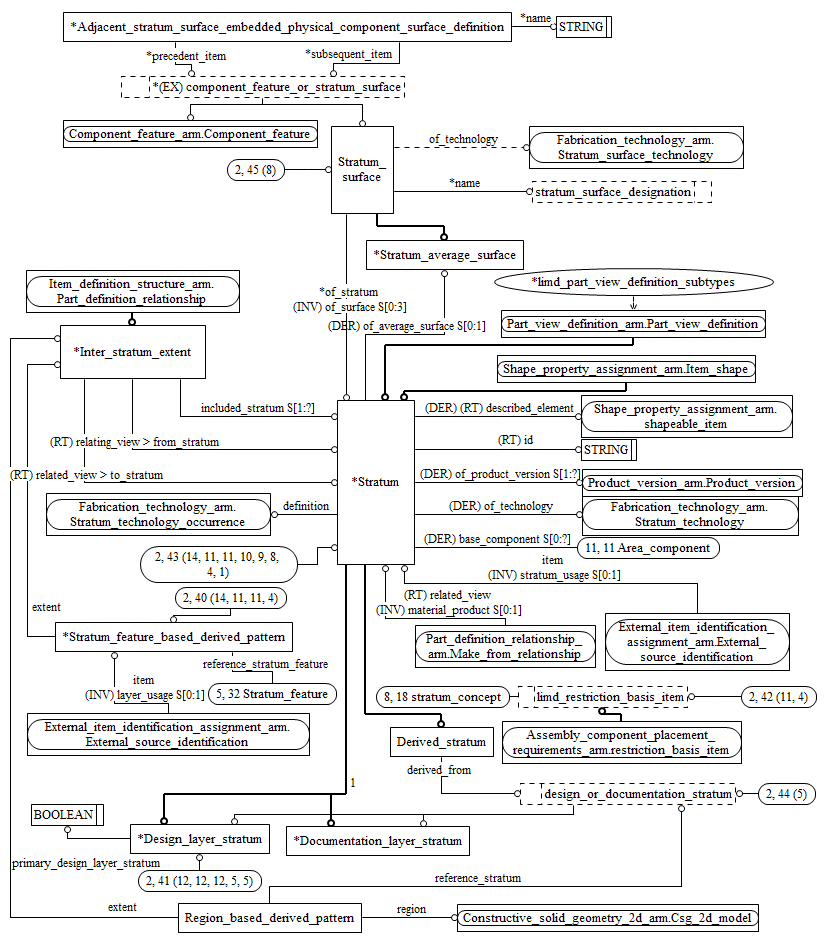 *name
*Adjacent_stratum_surface_embedded_physical_component_surface_definition
STRING
*precedent_item
*subsequent_item
*(EX) component_feature_or_stratum_surface
Component_feature_arm.Component_feature
of_technology
Fabrication_technology_arm.
Stratum_surface_technology
Stratum_
surface
2, 45 (8)
*name
stratum_surface_designation
*Stratum_average_surface
Item_definition_structure_arm.
Part_definition_relationship
*limd_part_view_definition_subtypes
*of_stratum
(INV) of_surface S[0:3]
(DER) of_average_surface S[0:1]
Part_view_definition_arm.Part_view_definition
*Inter_stratum_extent
Shape_property_assignment_arm.Item_shape
included_stratum S[1:?]
(DER) (RT) described_element
Shape_property_assignment_arm.
shapeable_item
(RT) relating_view > from_stratum
(RT) id
STRING
(RT) related_view > to_stratum
*Stratum
(DER) of_product_version S[1:?]
Product_version_arm.Product_version
Fabrication_technology_arm.
Stratum_technology_occurrence
definition
(DER) of_technology
Fabrication_technology_arm.
Stratum_technology
(DER) base_component S[0:?]
11, 11 Area_component
2, 43 (14, 11, 11, 10, 9, 8,
4, 1)
item
(INV) stratum_usage S[0:1]
2, 40 (14, 11, 11, 4)
(RT) related_view
(INV) material_product S[0:1]
extent
*Stratum_feature_based_derived_pattern
Part_definition_relationship_
arm.Make_from_relationship
External_item_identification_
assignment_arm.External_
source_identification
reference_stratum_feature
item
(INV) layer_usage S[0:1]
5, 32 Stratum_feature
8, 18 stratum_concept
limd_restriction_basis_item
2, 42 (11, 4)
External_item_identification_assignment_arm.
External_source_identification
Derived_stratum
Assembly_component_placement_
requirements_arm.restriction_basis_item
derived_from
1
design_or_documentation_stratum
2, 44 (5)
BOOLEAN
*Design_layer_stratum
*Documentation_layer_stratum
primary_design_layer_stratum
2, 41 (12, 12, 12, 5, 5)
reference_stratum
extent
Region_based_derived_pattern
region
Constructive_solid_geometry_2d_arm.Csg_2d_model